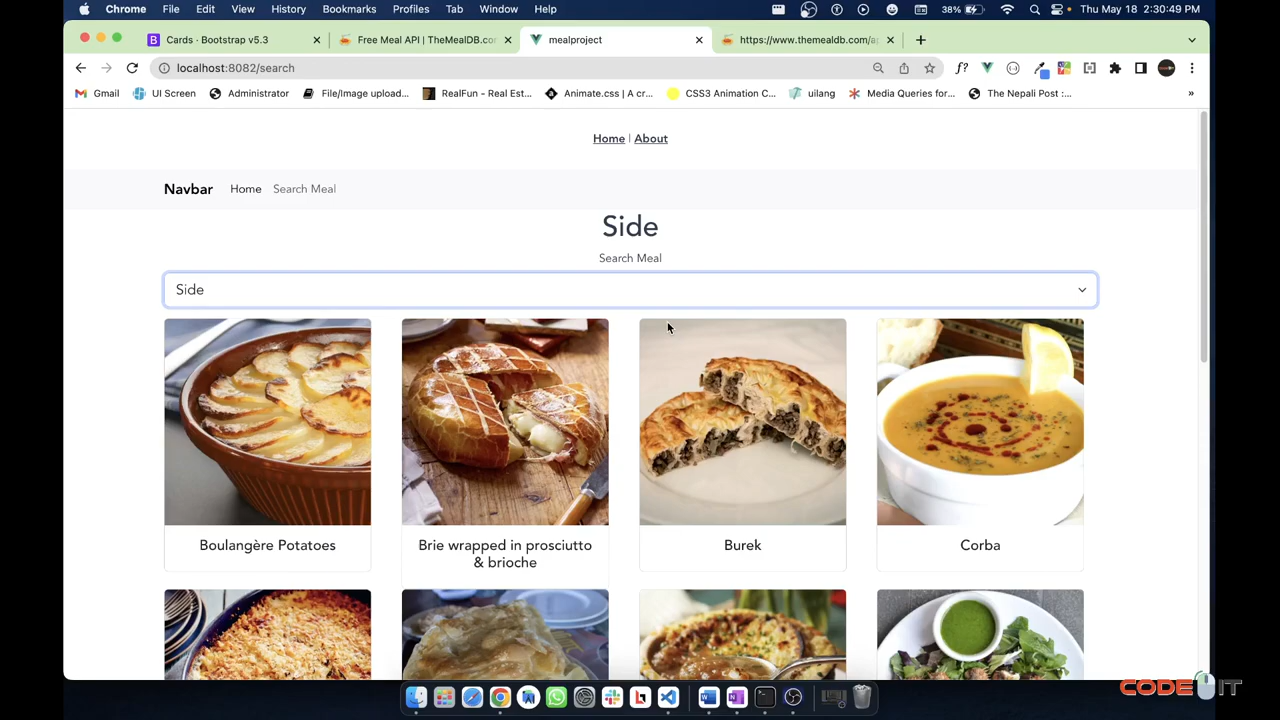 Chrome File Edit View History Bookmarks Profiles Tab Window Help 38% Thu May 18 2:30:49 PM
Cards · Bootstrap v5.3 Free Meal API | TheMealDB.co mealproject https://www.themealdb.com/a
localhost:8082/search f?
Gmail UI Screen Administrator File/Image upload... RealFun - Real Est... Animate.css | A cr... CSS3 Animation C... uilang Media Queries for... The Nepali Post :... »
Home | About
Navbar Home Search Meal
Side
Search Meal
Side
Boulangère Potatoes
Brie wrapped in prosciutto
& brioche
Burek
Corba
CODE IT